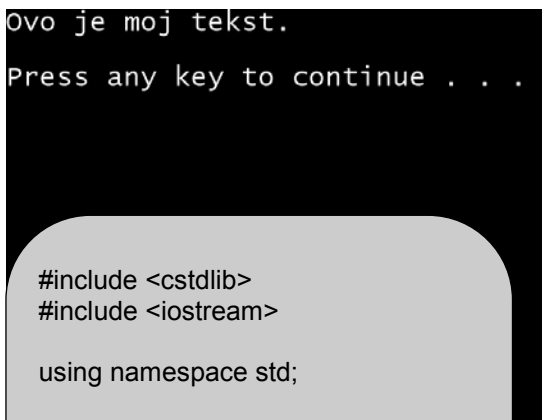 Ovo je moj tekst.
Press any key to continue . . .
#include <cstdlib>
#include <iostream>
using namespace std;